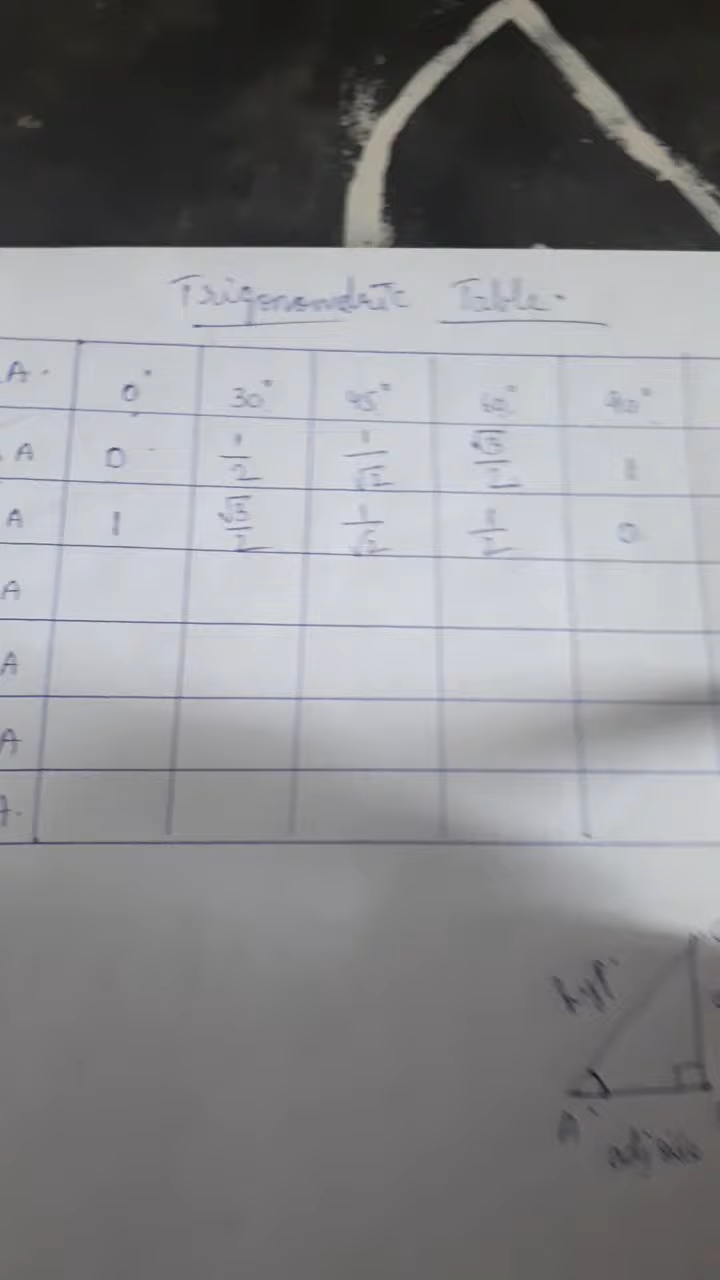 Trigonometric Table
A. 0° 30° 45° 60° 90°
A 0 1/2 1/√2 √3/2 1
A 1 √3/2 1/√2 1/2 0
A
A
A
A.
hyp
A